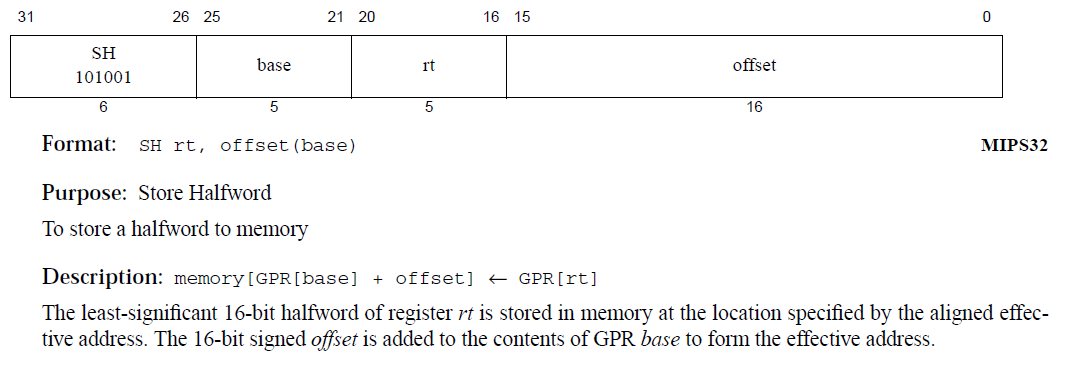 31 26 25 21 20 16 15 0
SH
101001
base rt offset
6 5 5 16
Format: SH rt, offset(base) MIPS32
Purpose: Store Halfword
To store a halfword to memory
Description: memory[GPR[base] + offset] ← GPR[rt]
The least-significant 16-bit halfword of register rt is stored in memory at the location specified by the aligned effec-
tive address. The 16-bit signed offset is added to the contents of GPR base to form the effective address.